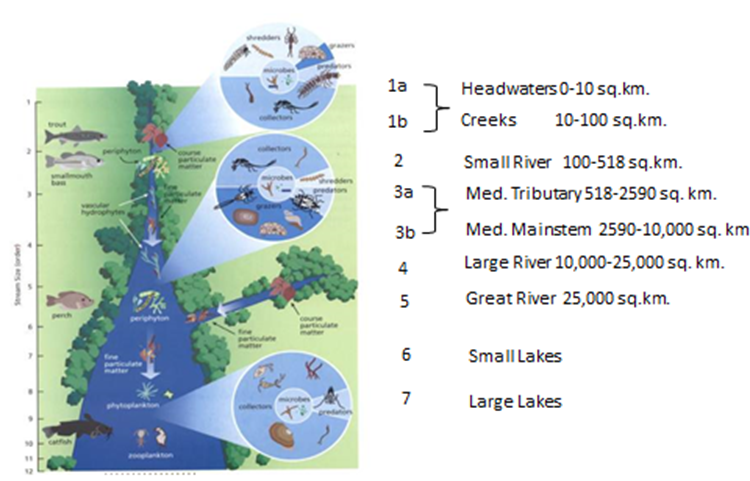 shredders
grazers
microbes
predators
collectors
1
trout
periphyton
course
particulate
matter
2
smallmouth
bass
collectors
microbes
shredders
predators
grazers
fine
particulate
matter
3
vascular
hydrophytes
4
Stream Size (order)
5
perch
periphyton
course
particulate
matter
6
fine
particulate
matter
7
fine
particulate
matter
8
phytoplankton
microbes
collectors
predators
9
catfish
10
zooplankton
11
12
1a Headwaters 0-10 sq.km.
1b Creeks 10-100 sq.km.
2 Small River 100-518 sq.km.
3a Med. Tributary 518-2590 sq. km.
3b Med. Mainstem 2590-10,000 sq. km
4 Large River 10,000-25,000 sq. km.
5 Great River 25,000 sq.km.
6 Small Lakes
7 Large Lakes